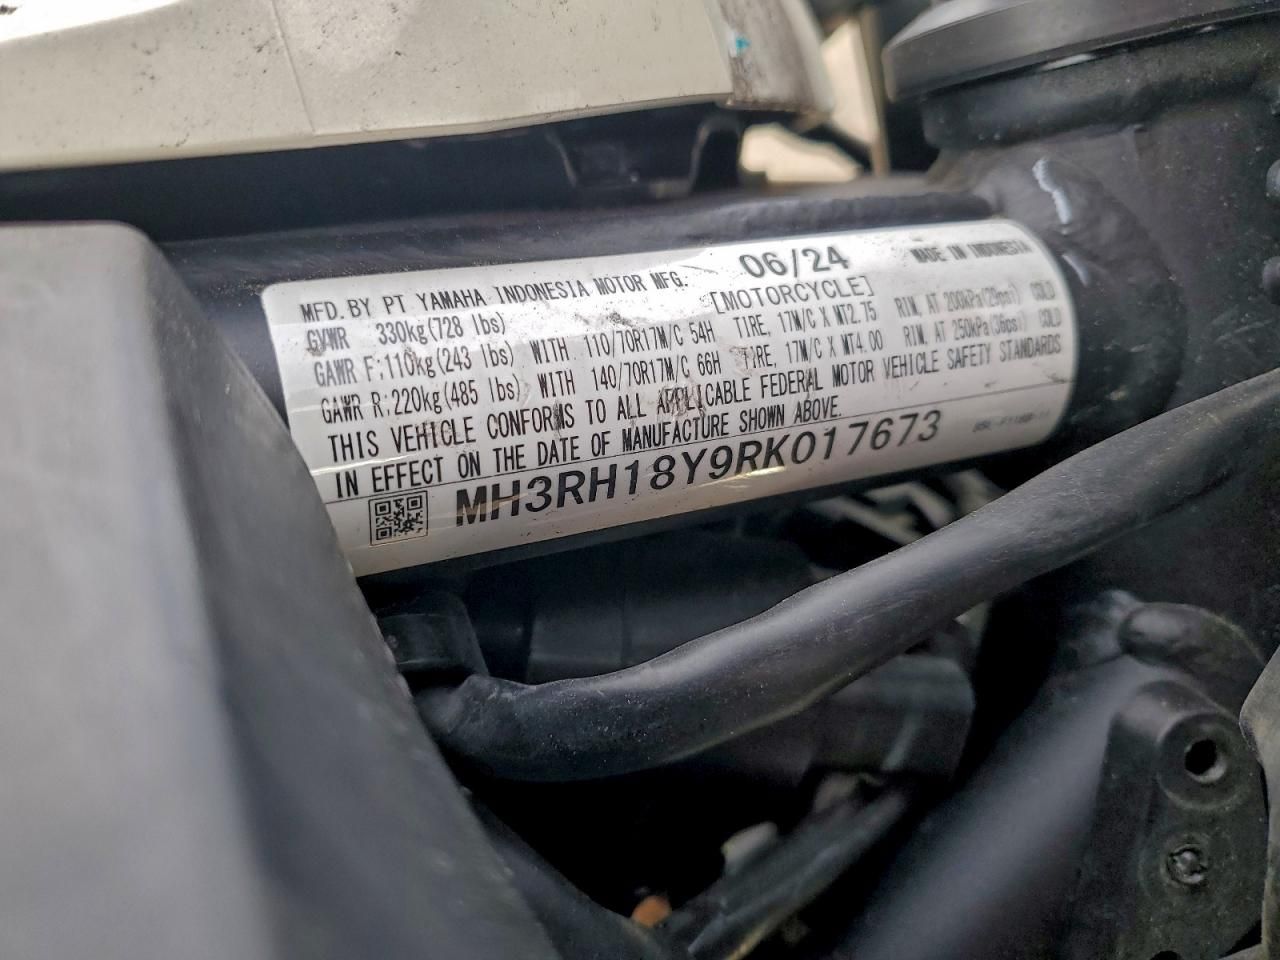 MFD. BY PT YAMAHA INDONESIA MOTOR MFG. 06/24 MADE IN INDONESIA
GVWR 330kg(728 lbs) [MOTORCYCLE]
GAWR F:110kg(243 lbs) WITH 110/70R17M/C 54H TIRE, 17M/C X MT2.75 RIM, AT 200kPa(29psi) COLD
GAWR R:220kg(485 lbs) WITH 140/70R17M/C 66H TIRE, 17M/C X MT4.00 RIM, AT 250kPa(36psi) COLD
THIS VEHICLE CONFORMS TO ALL APPLICABLE FEDERAL MOTOR VEHICLE SAFETY STANDARDS
IN EFFECT ON THE DATE OF MANUFACTURE SHOWN ABOVE.
MH3RH18Y9RK017673